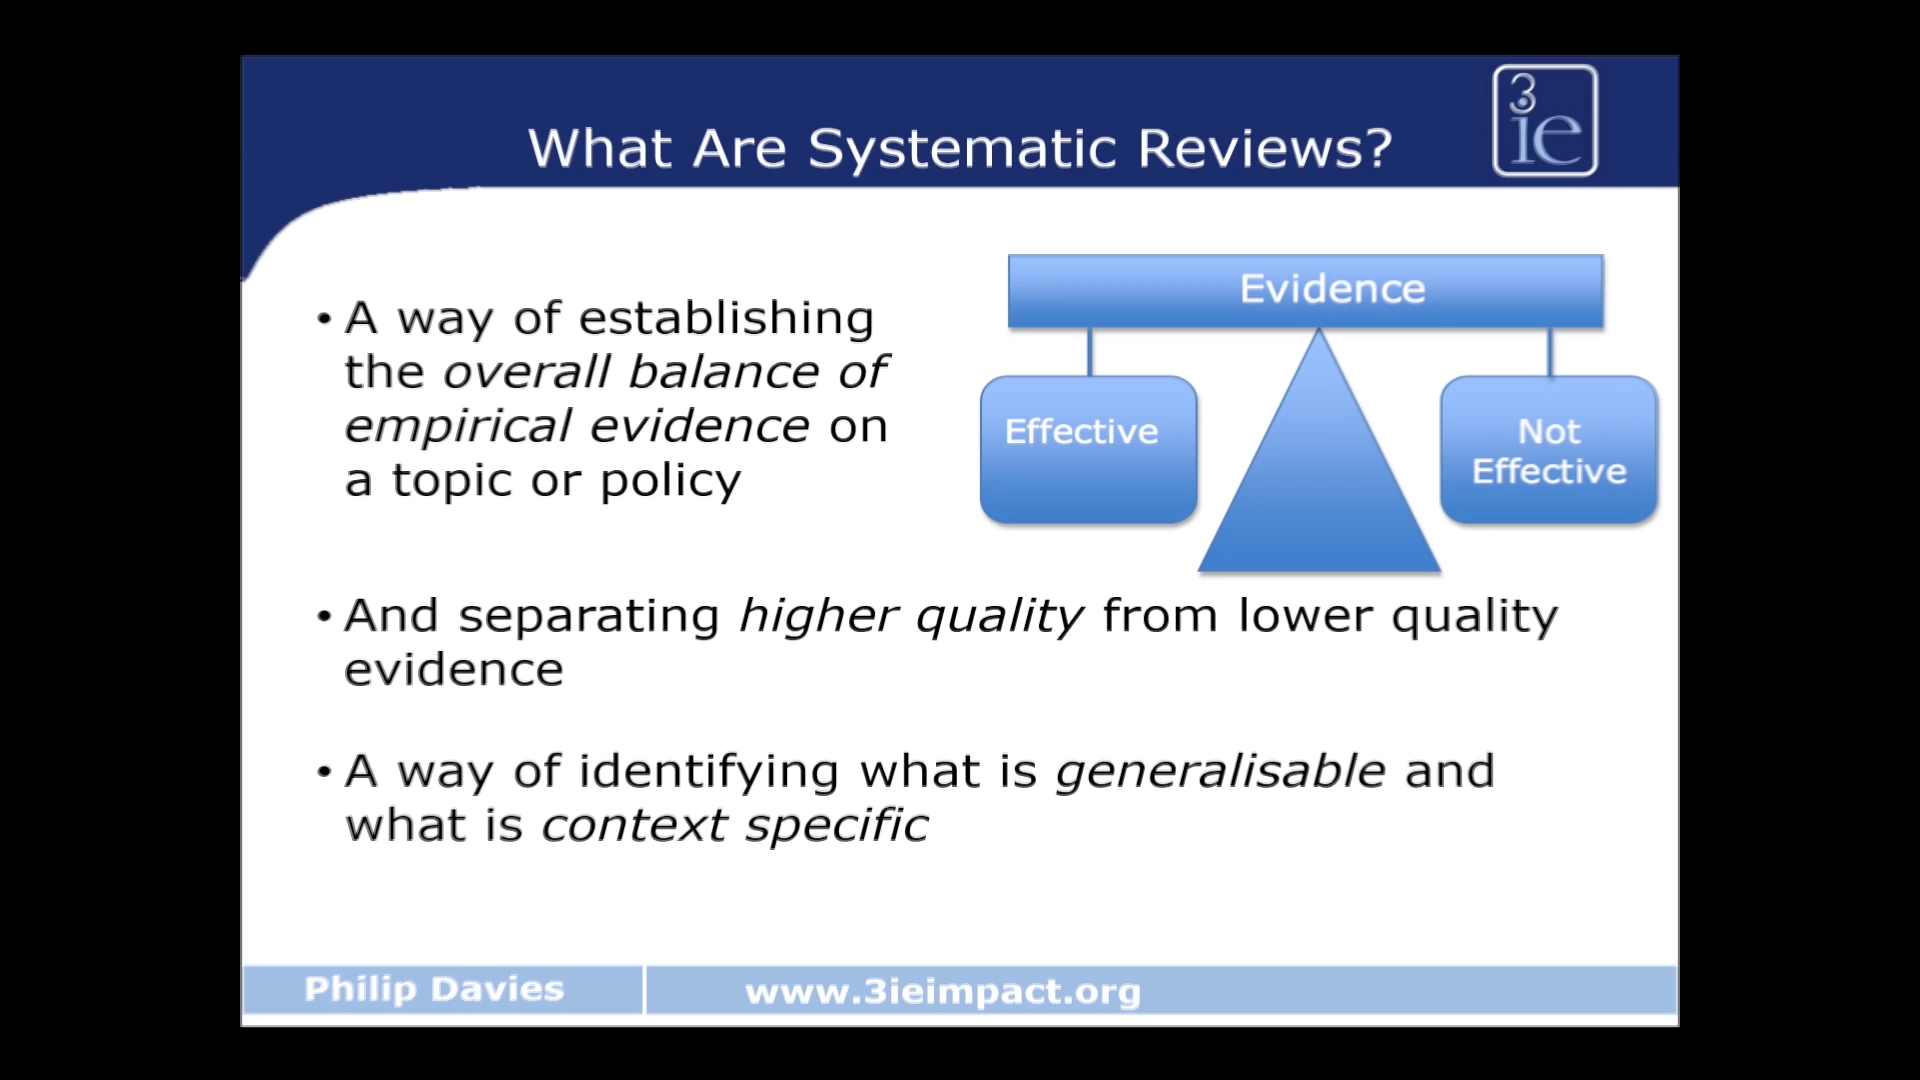 3
ie
What Are Systematic Reviews?
• A way of establishing
the overall balance of
empirical evidence on
a topic or policy
Evidence
Effective
Not
Effective
• And separating higher quality from lower quality
evidence
• A way of identifying what is generalisable and
what is context specific
Philip Davies
www.3ieimpact.org